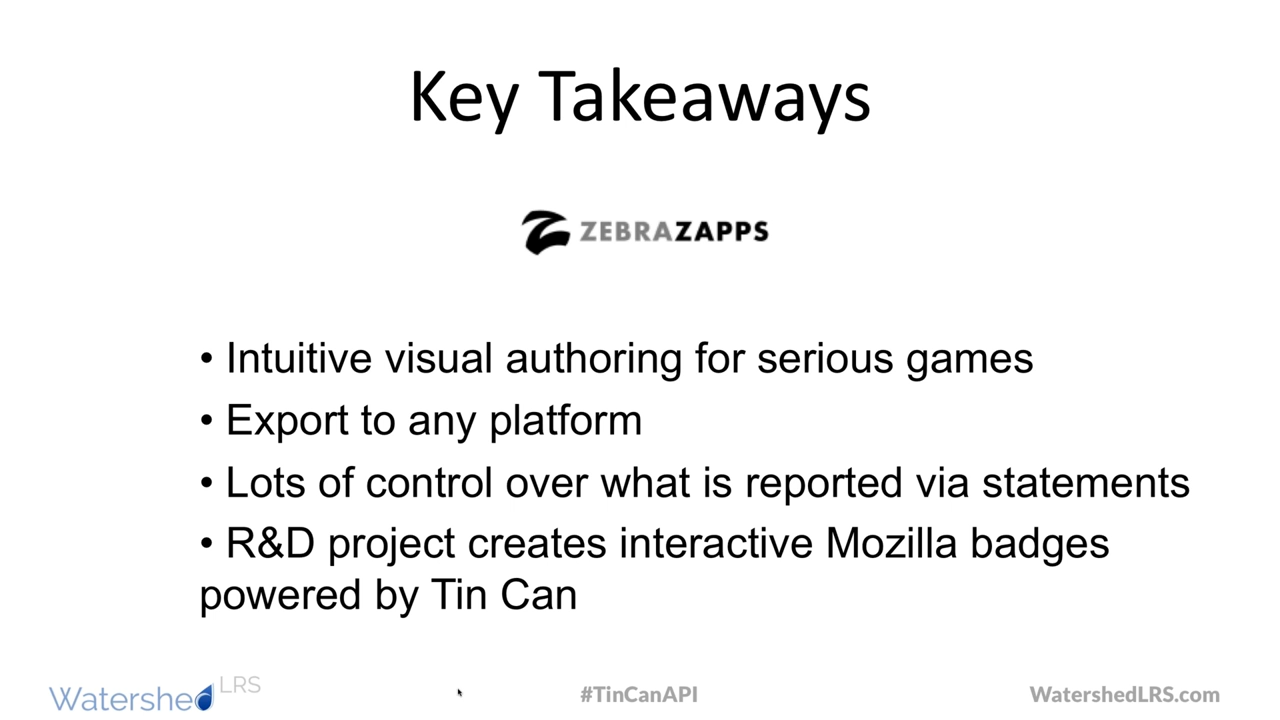 Key Takeaways
ZEBRAZAPPS
• Intuitive visual authoring for serious games
• Export to any platform
• Lots of control over what is reported via statements
• R&D project creates interactive Mozilla badges
powered by Tin Can
Watershed LRS
#TinCanAPI
WatershedLRS.com